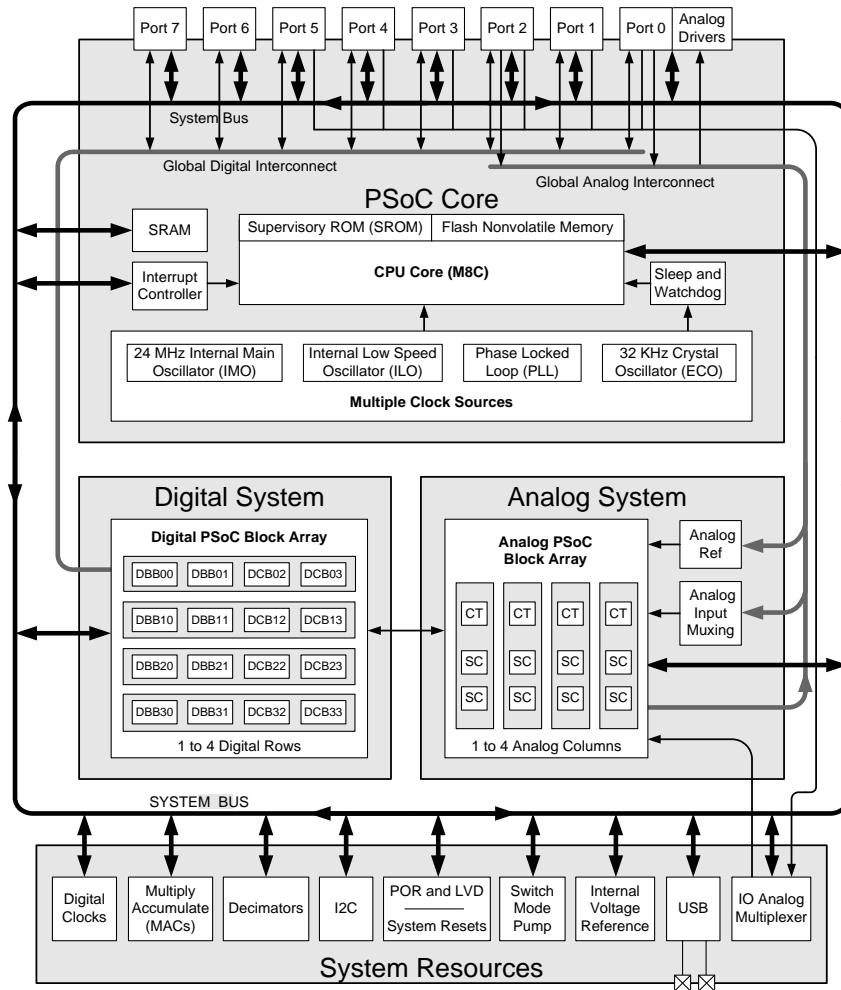 Port 7 Port 6 Port 5 Port 4 Port 3 Port 2 Port 1 Port 0 Analog
Drivers
System Bus
Global Digital Interconnect
Global Analog Interconnect
PSoC Core
SRAM
Supervisory ROM (SROM) Flash Nonvolatile Memory
CPU Core (M8C)
Interrupt
Controller
Sleep and
Watchdog
24 MHz Internal Main
Oscillator (IMO)
Internal Low Speed
Oscillator (ILO)
Phase Locked
Loop (PLL)
32 KHz Crystal
Oscillator (ECO)
Multiple Clock Sources
Digital System
Digital PSoC Block Array
DBB00 DBB01 DCB02 DCB03
DBB10 DBB11 DCB12 DCB13
DBB20 DBB21 DCB22 DCB23
DBB30 DBB31 DCB32 DCB33
1 to 4 Digital Rows
Analog System
Analog PSoC
Block Array
CT CT CT CT
SC SC SC SC
SC SC SC SC
1 to 4 Analog Columns
Analog
Ref
Analog
Input
Muxing
SYSTEM BUS
Digital
Clocks
Multiply
Accumulate
(MACs)
Decimators
I2C
POR and LVD
System Resets
Switch
Mode
Pump
Internal
Voltage
Reference
USB
IO Analog
Multiplexer
System Resources